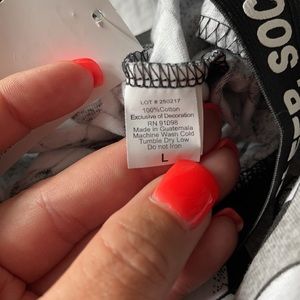 LOT # 250217
100%Cotton
Exclusive of Decoration
RN 91098
Made in Guatemala
Machine Wash Cold
Tumble Dry Low
Do not Iron
L
SOC